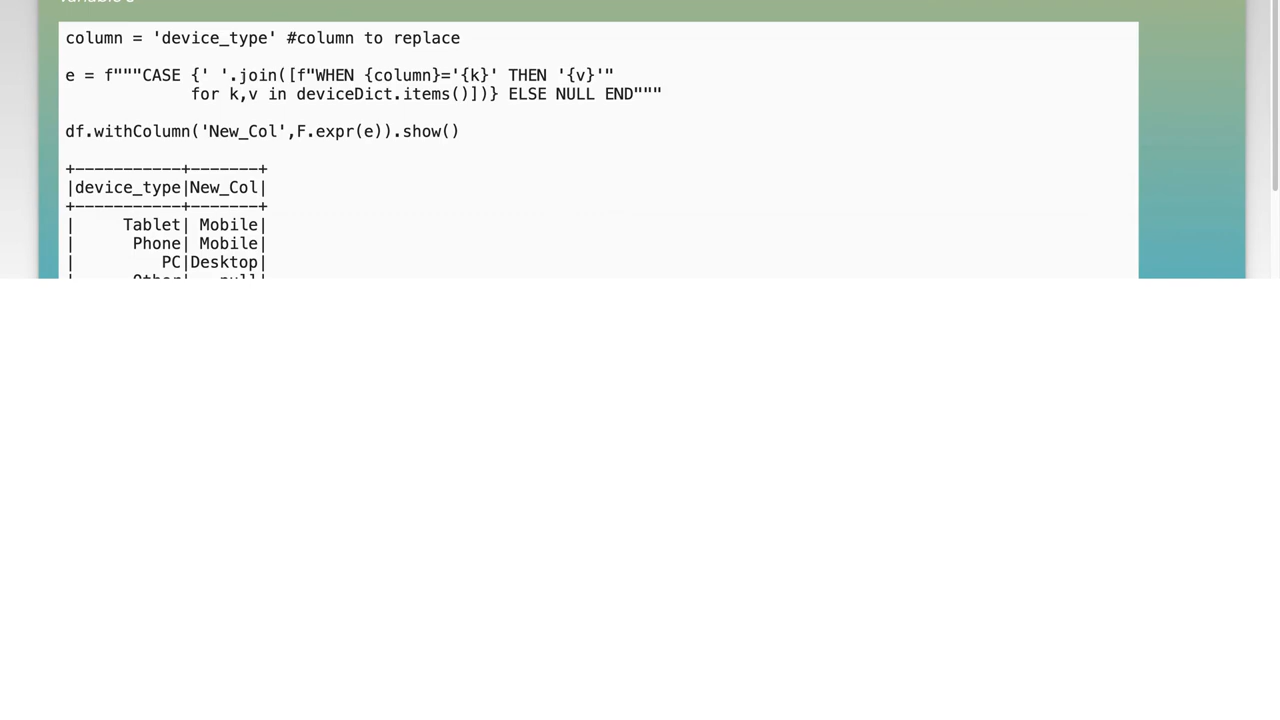 column = 'device_type' #column to replace
e = f"""CASE {' '.join([f"WHEN {column}='{k}' THEN '{v}'"
for k,v in deviceDict.items()])} ELSE NULL END"""
df.withColumn('New_Col',F.expr(e)).show()
+-----------+-------+
|device_type|New_Col|
+-----------+-------+
|     Tablet| Mobile|
|      Phone| Mobile|
|         PC|Desktop|